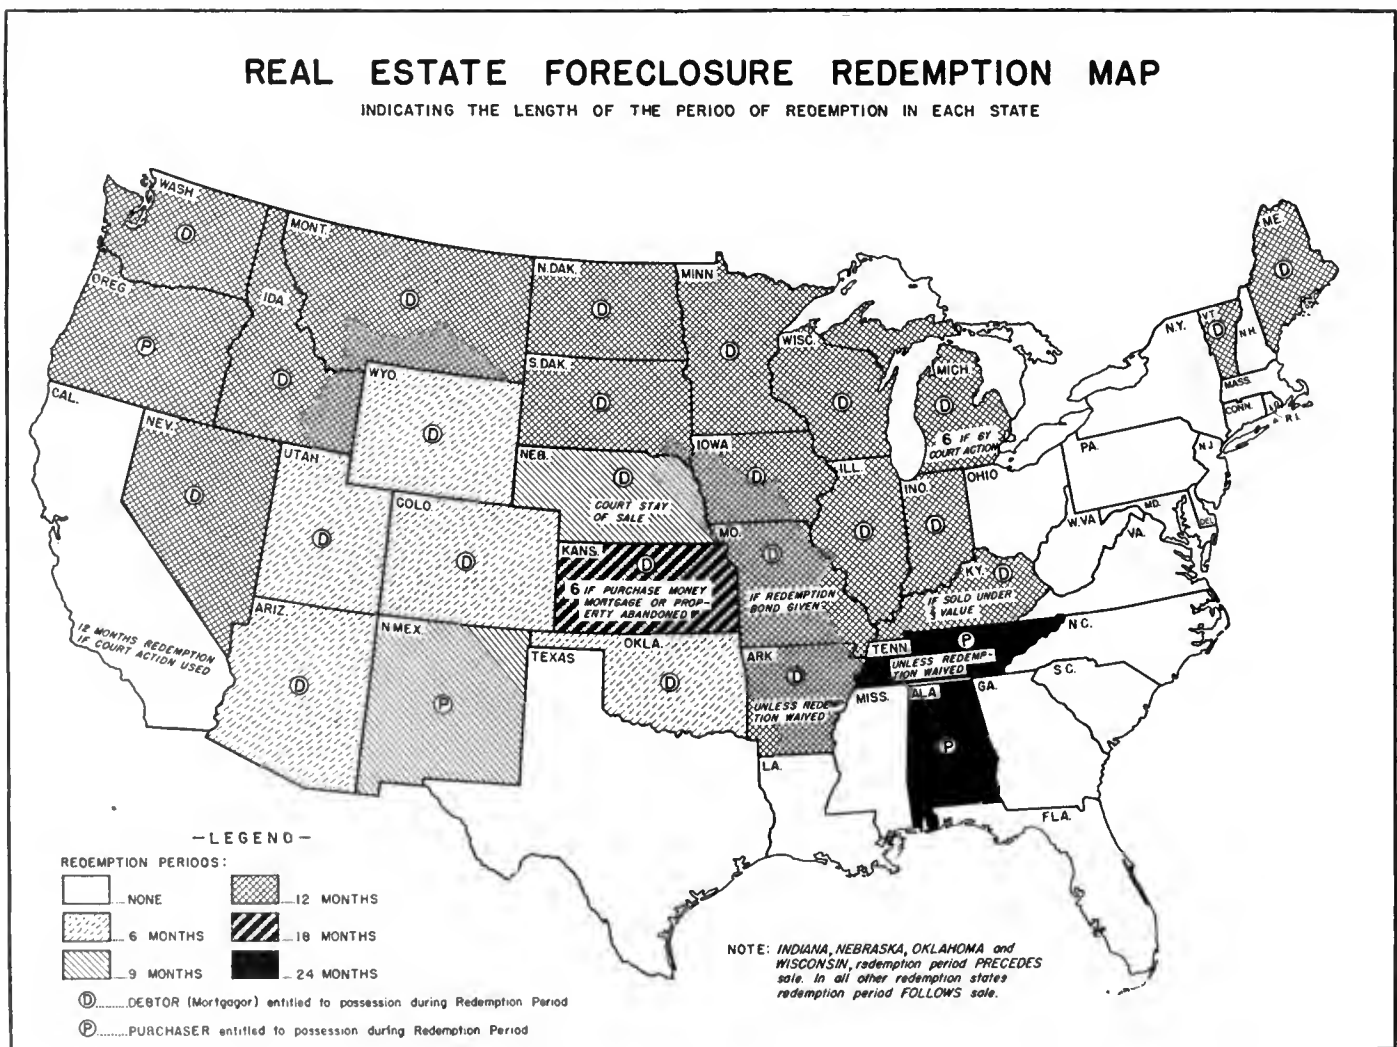 REAL ESTATE FORECLOSURE REDEMPTION MAP
INDICATING THE LENGTH OF THE PERIOD OF REDEMPTION IN EACH STATE
WASH.
D
MONT.
D
N.DAK.
D
MINN.
D
ME.
D
OREG.
P
IDA.
D
S.DAK.
D
WISC.
D
MICH.
D
6 IF BY
COURT ACTION
N.Y.
VT.
D
N.H.
MASS.
CONN.
R.I.
CAL.
12 MONTHS REDEMPTION
IF COURT ACTION USED
NEV.
D
WYO.
D
UTAH
D
COLO.
D
NEB.
D
COURT STAY
OF SALE
IOWA
D
ILL.
D
IND.
D
OHIO
PA.
N.J.
MD.
DEL.
W.VA.
VA.
KANS.
D
6 IF PURCHASE MONEY
MORTGAGE OR PROP-
ERTY ABANDONED
MO.
D
IF REDEMPTION
BOND GIVEN
KY.
D
IF SOLD UNDER
VALUE
ARIZ.
D
N.MEX.
P
TEXAS
OKLA.
D
ARK.
D
UNLESS REDEMP-
TION WAIVED
TENN.
P
UNLESS REDEMP-
TION WAIVED
N.C.
S.C.
MISS.
ALA.
P
GA.
LA.
FLA.
—LEGEND—
REDEMPTION PERIODS:
NONE
12 MONTHS
6 MONTHS
18 MONTHS
9 MONTHS
24 MONTHS
D ......... DEBTOR (Mortgagor) entitled to possession during Redemption Period
P ......... PURCHASER entitled to possession during Redemption Period
NOTE: INDIANA, NEBRASKA, OKLAHOMA and
WISCONSIN, redemption period PRECEDES
sale. In all other redemption states
redemption period FOLLOWS sale.